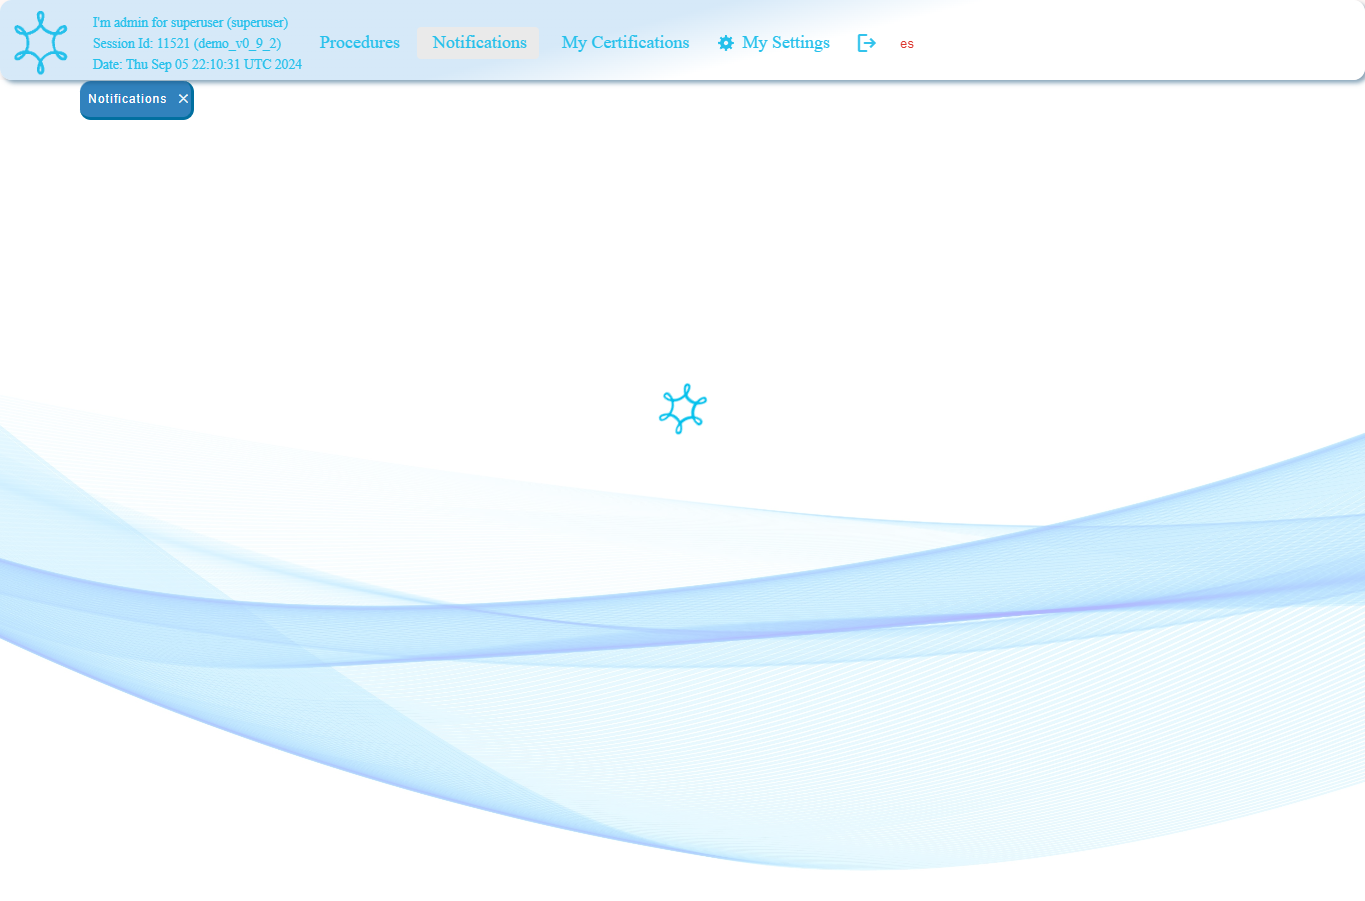 I'm admin for superuser (superuser)
Session Id: 11521 (demo_v0_9_2)
Date: Thu Sep 05 22:10:31 UTC 2024
Procedures
Notifications
My Certifications
My Settings
es
Notifications